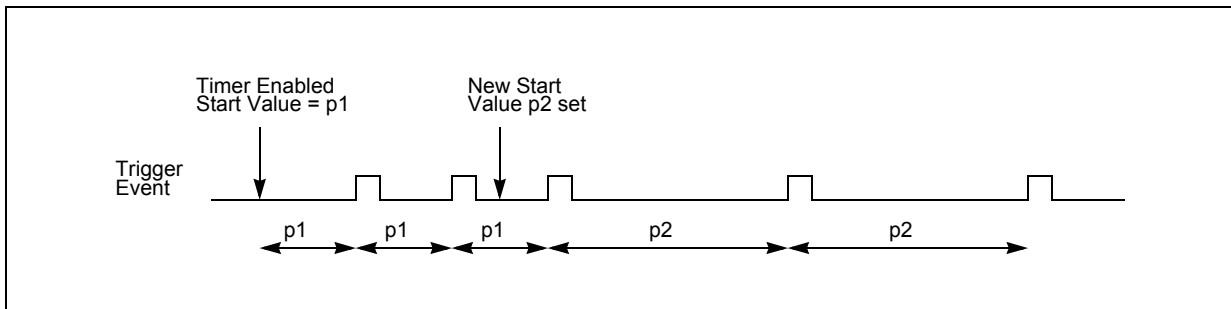 Timer Enabled
Start Value = p1
New Start
Value p2 set
Trigger
Event
p1
p1
p1
p2
p2